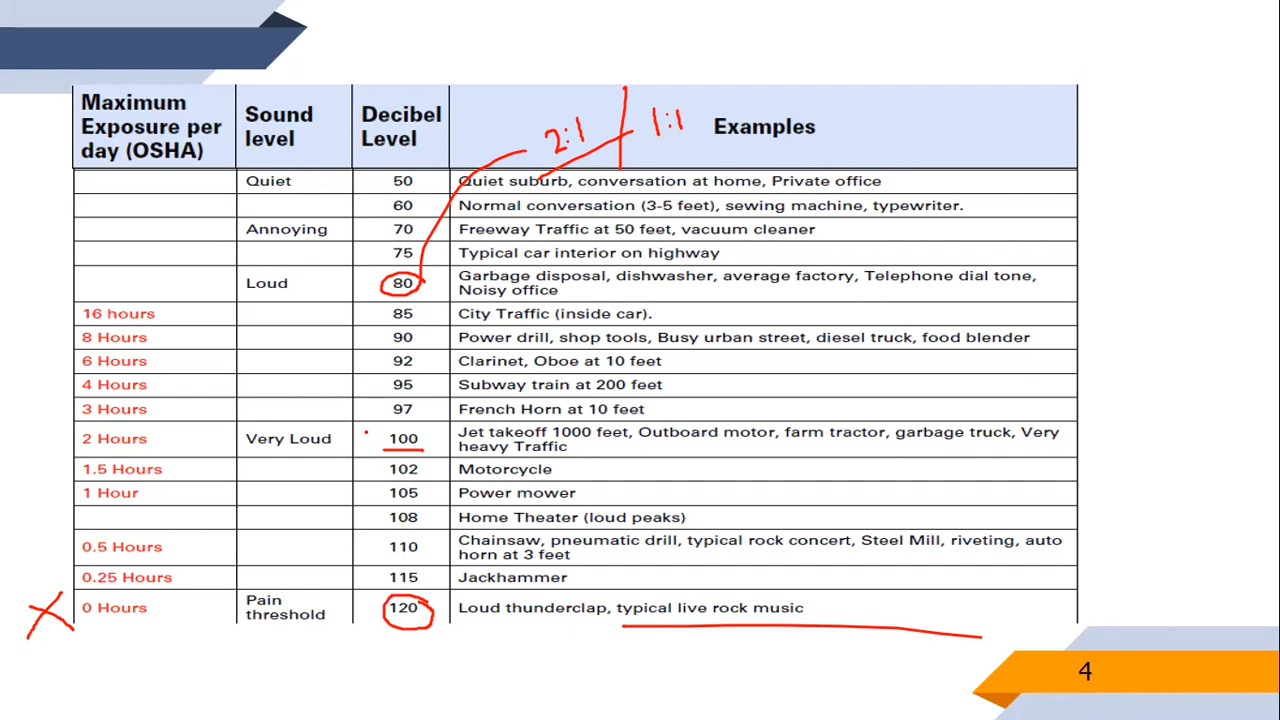 Maximum
Exposure per
day (OSHA)
Sound
level
Decibel
Level
2:1
1:1
Examples
Quiet 50 Quiet suburb, conversation at home, Private office
60 Normal conversation (3-5 feet), sewing machine, typewriter.
Annoying 70 Freeway Traffic at 50 feet, vacuum cleaner
75 Typical car interior on highway
Loud 80 Garbage disposal, dishwasher, average factory, Telephone dial tone,
Noisy office
16 hours 85 City Traffic (inside car).
8 Hours 90 Power drill, shop tools, Busy urban street, diesel truck, food blender
6 Hours 92 Clarinet, Oboe at 10 feet
4 Hours 95 Subway train at 200 feet
3 Hours 97 French Horn at 10 feet
2 Hours Very Loud 100 Jet takeoff 1000 feet, Outboard motor, farm tractor, garbage truck, Very
heavy Traffic
1.5 Hours 102 Motorcycle
1 Hour 105 Power mower
108 Home Theater (loud peaks)
0.5 Hours 110 Chainsaw, pneumatic drill, typical rock concert, Steel Mill, riveting, auto
horn at 3 feet
0.25 Hours 115 Jackhammer
0 Hours Pain
threshold 120 Loud thunderclap, typical live rock music
4